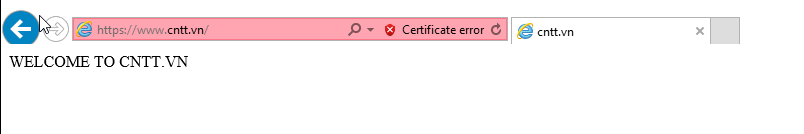 https://www.cntt.vn/
Certificate error
cntt.vn
WELCOME TO CNTT.VN